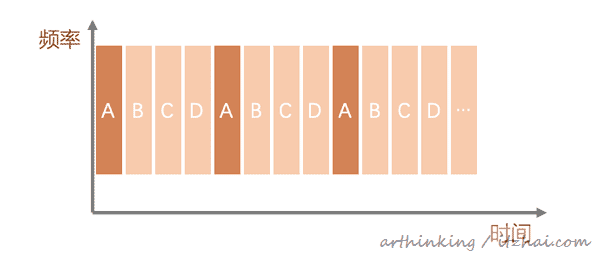 频率
A B C D A B C D A B C D ...
时间
arthinking / itzhai.com